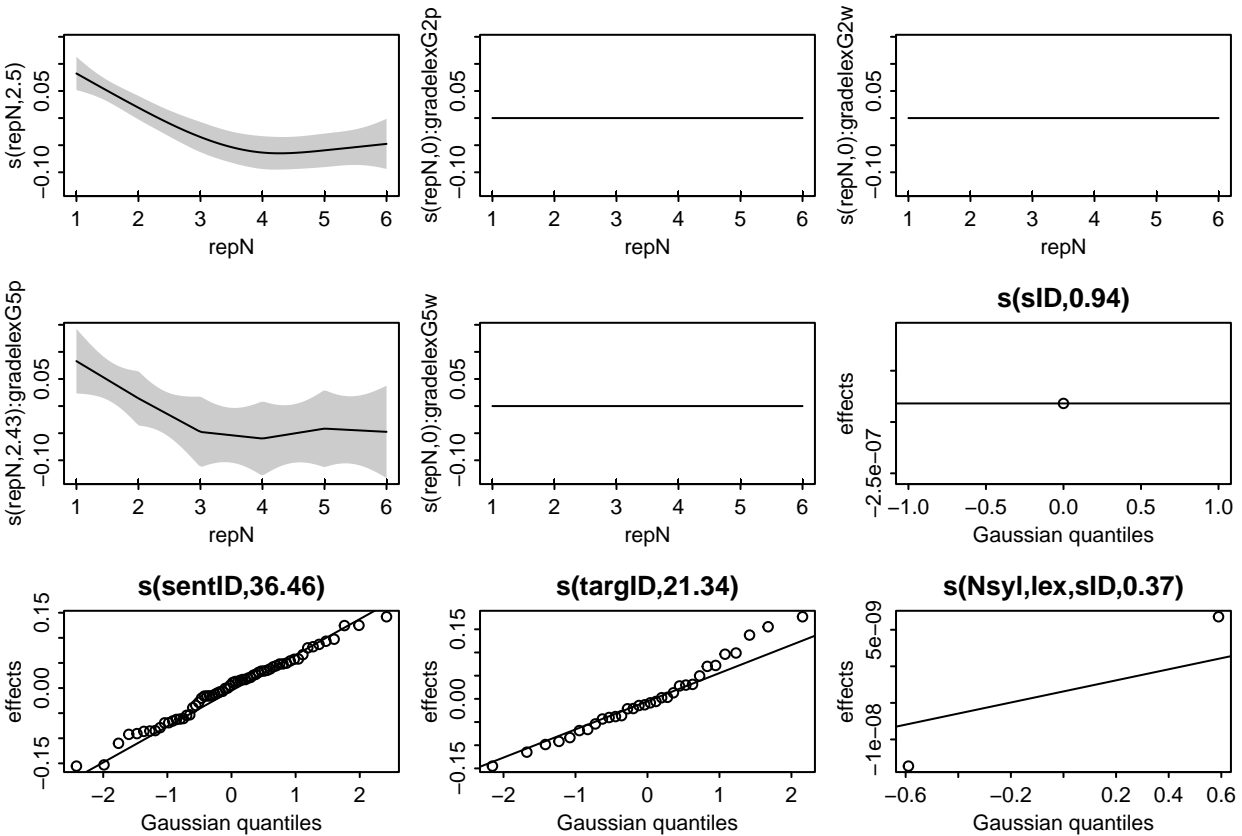 s(repN,2.5)
0.05
−0.10
1 2 3 4 5 6
repN
s(repN,0):gradelexG2p
0.05
−0.10
1 2 3 4 5 6
repN
s(repN,0):gradelexG2w
0.05
−0.10
1 2 3 4 5 6
repN
s(repN,2.43):gradelexG5p
0.05
−0.10
1 2 3 4 5 6
repN
s(repN,0):gradelexG5w
0.05
−0.10
1 2 3 4 5 6
repN
s(sID,0.94)
effects
−2.5e−07
−1.0 −0.5 0.0 0.5 1.0
Gaussian quantiles
s(sentID,36.46)
effects
0.15
0.00
−0.15
−2 −1 0 1 2
Gaussian quantiles
s(targID,21.34)
effects
0.15
0.00
−0.15
−2 −1 0 1 2
Gaussian quantiles
s(Nsyl,lex,sID,0.37)
effects
5e−09
−1e−08
−0.6 −0.2 0.2 0.4 0.6
Gaussian quantiles